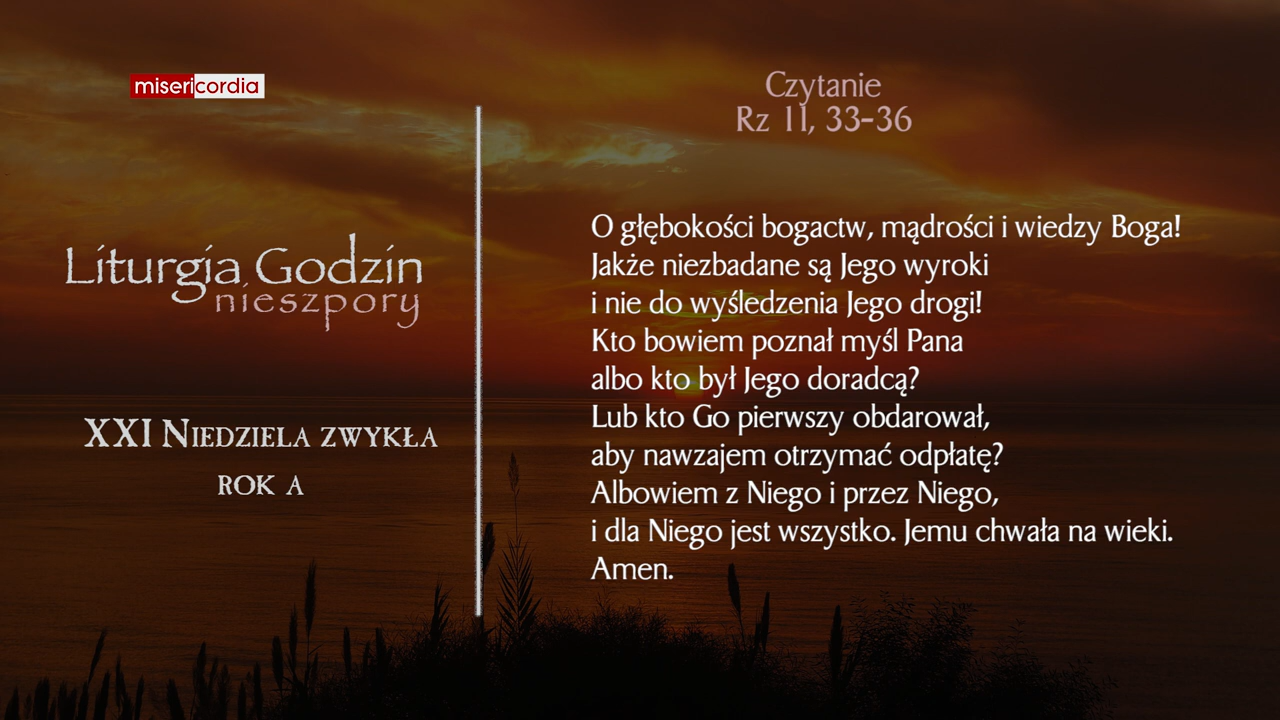 misericordia
Liturgia Godzin
nieszpory
XXI Niedziela zwykła
rok A
Czytanie
Rz 11, 33-36
O głębokości bogactw, mądrości i wiedzy Boga!
Jakże niezbadane są Jego wyroki
i nie do wyśledzenia Jego drogi!
Kto bowiem poznał myśl Pana
albo kto był Jego doradcą?
Lub kto Go pierwszy obdarował,
aby nawzajem otrzymać odpłatę?
Albowiem z Niego i przez Niego,
i dla Niego jest wszystko. Jemu chwała na wieki.
Amen.